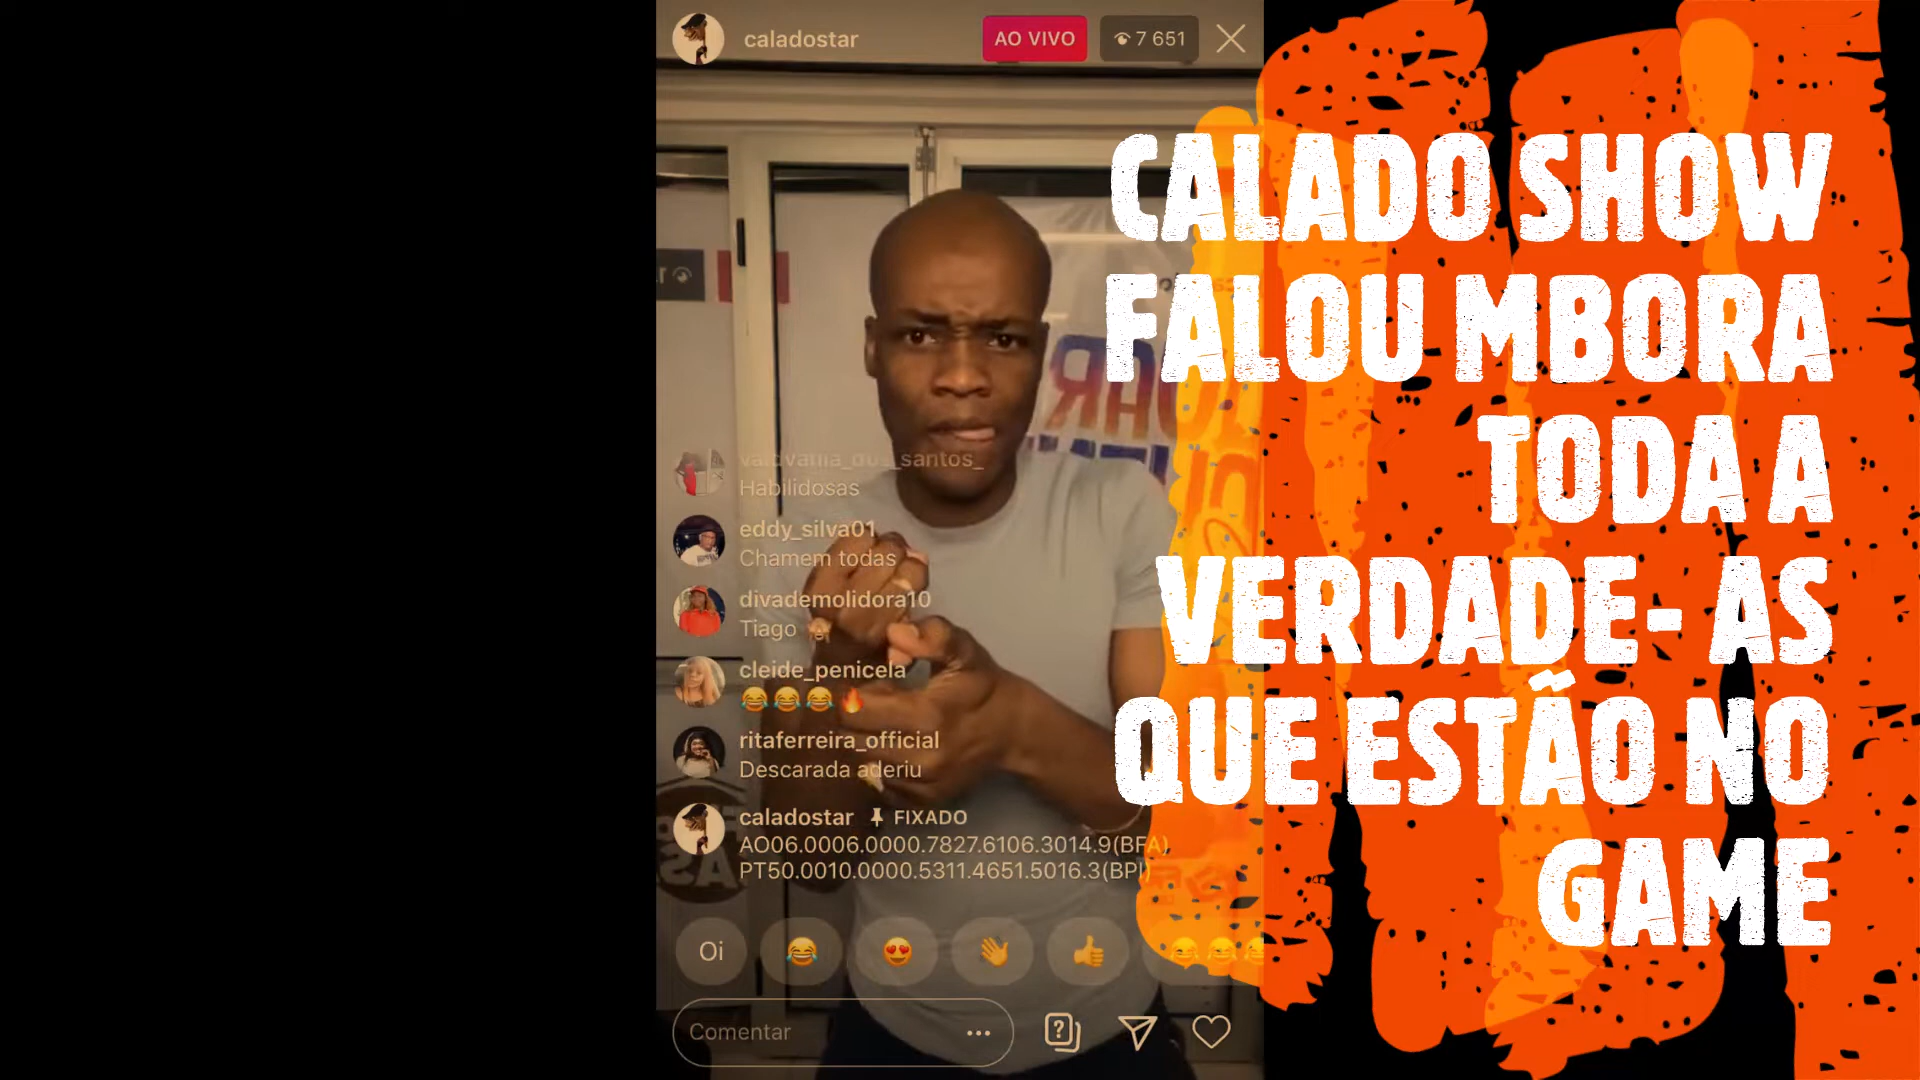 caladostar
AO VIVO
7 651
CALADO SHOW
FALOU MBORA
TODA A
VERDADE- AS
QUE ESTÃO NO
GAME
valdvania_dos_santos_
Habilidosas
eddy_silva01
Chamem todas
divademolidora10
Tiago 🙈
cleide_penicela
😂😂😂🔥
ritaferreira_official
Descarada aderiu
caladostar FIXADO
AO06.0006.0000.7827.6106.3014.9(BFA)
PT50.0010.0000.5311.4651.5016.3(BPI)
Oi 😂 😍 👋 👍 😂😂😂
Comentar